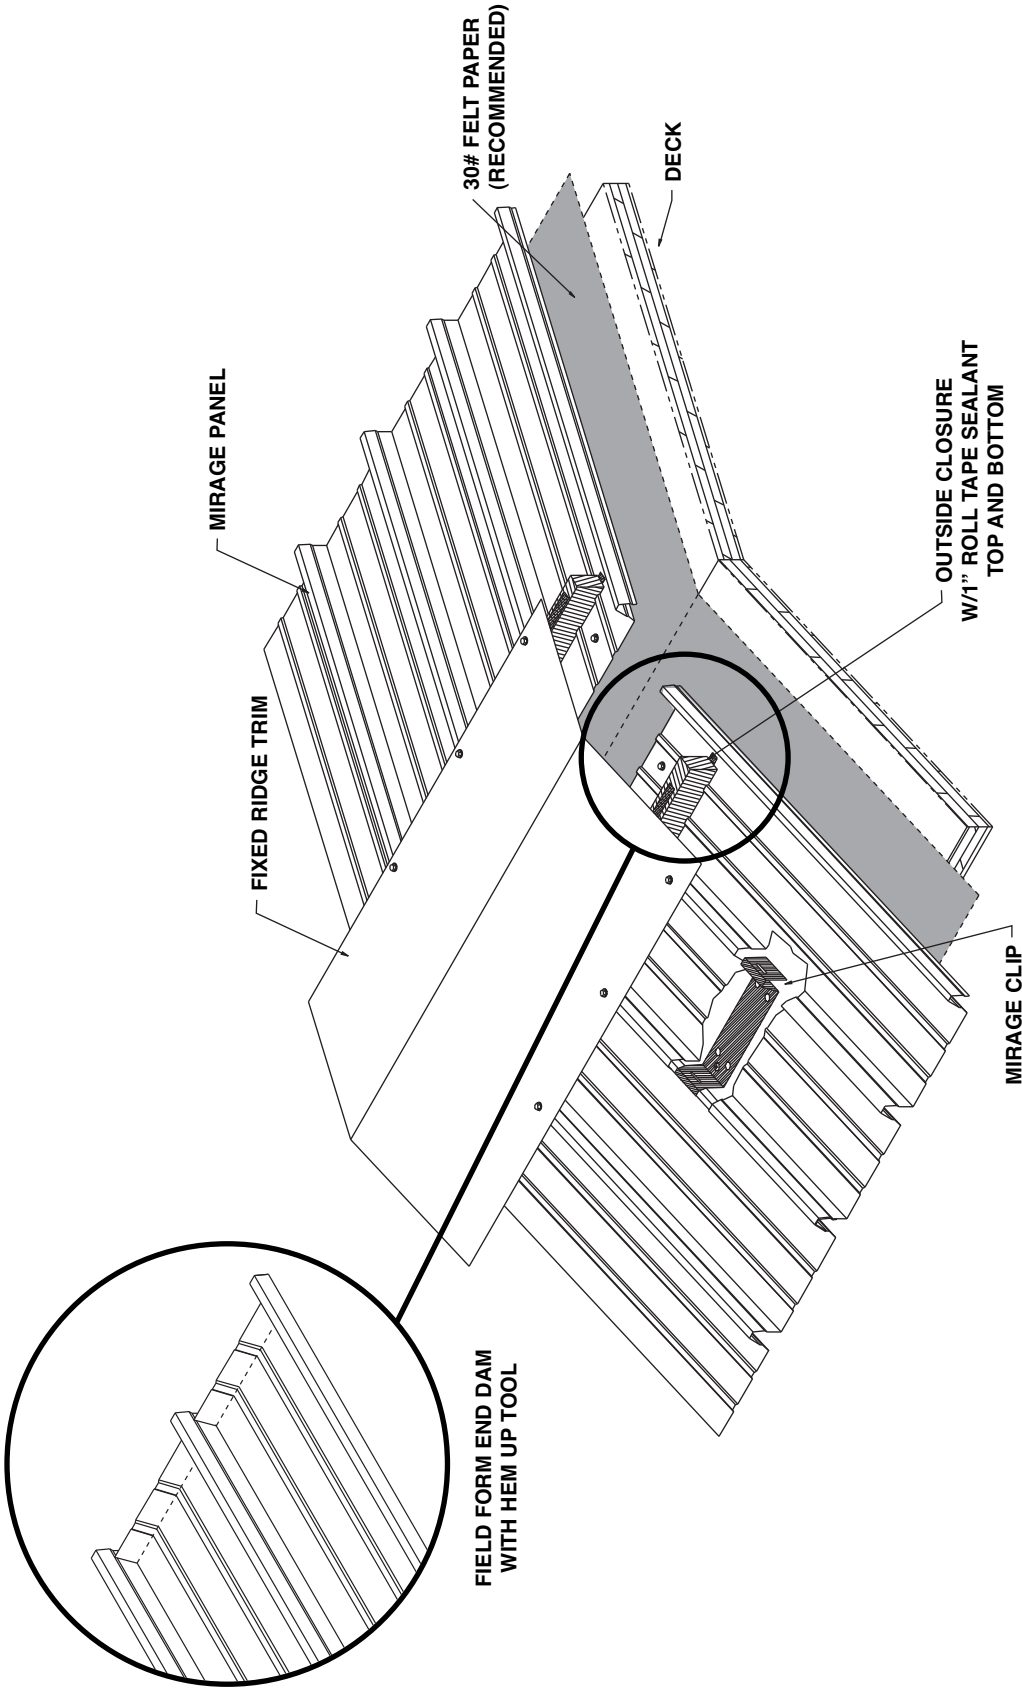 FIELD FORM END DAM
WITH HEM UP TOOL
FIXED RIDGE TRIM
MIRAGE PANEL
30# FELT PAPER
(RECOMMENDED)
DECK
OUTSIDE CLOSURE
W/1” ROLL TAPE SEALANT
TOP AND BOTTOM
MIRAGE CLIP